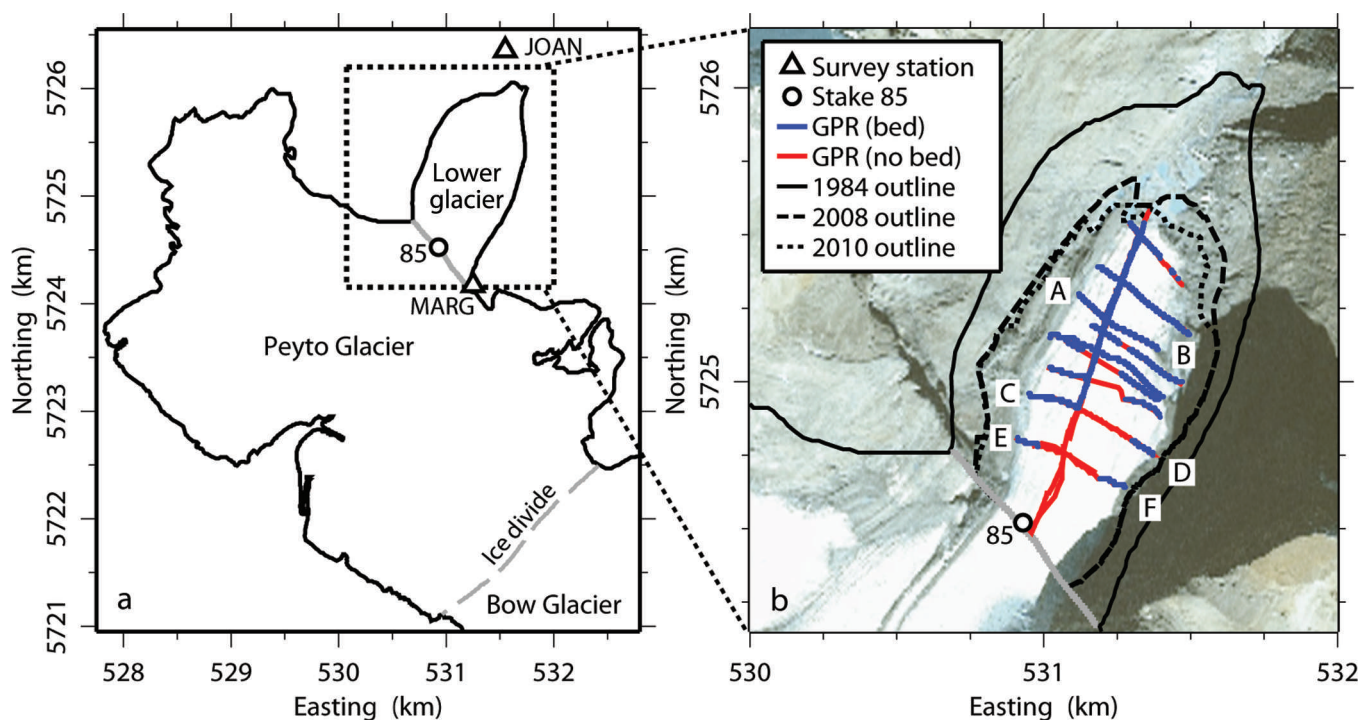 JOAN
Lower
glacier
85
MARG
Peyto Glacier
Ice divide
Bow Glacier
a
5726
5725
5724
5723
5722
5721
Northing (km)
528
529
530
531
532
Easting (km)
Survey station
Stake 85
GPR (bed)
GPR (no bed)
1984 outline
2008 outline
2010 outline
A
B
C
E
D
F
85
b
5726
5725
Northing (km)
530
531
532
Easting (km)